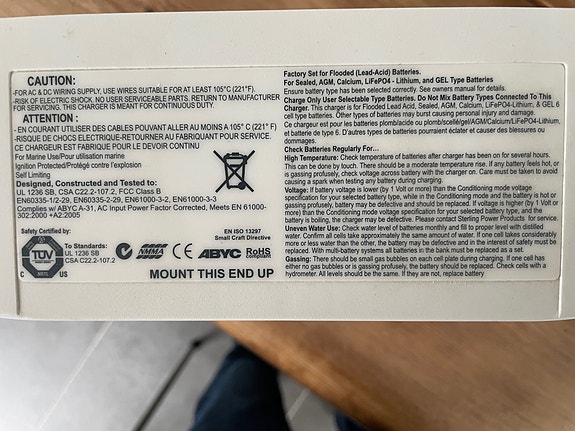 CAUTION:
-FOR AC & DC WIRING SUPPLY, USE WIRES SUITABLE FOR AT LEAST 105°C (221°F).
-RISK OF ELECTRIC SHOCK. NO USER SERVICEABLE PARTS. RETURN TO MANUFACTURER
FOR SERVICING. THIS CHARGER IS MEANT FOR CONTINUOUS DUTY.
ATTENTION :
- EN COURANT UTILISER DES CABLES POUVANT ALLER AU MOINS A 105° C (221° F)
-RISQUE DE CHOCS ELECTRIQUE-RETOURNER AU FABRIQUANT POUR SERVICE.
CE CHARGEUR EST FABRIQUE POUR LE DEVOIR CONTINU
For Marine Use/Pour utilisation marine
Ignition Protected/Protégé contre l'explosion
Self Limiting
Designed, Constructed and Tested to:
UL 1236 SB, CSA C22.2-107.2, FCC Class B
EN60335-1/2-29, EN60335-2-29, EN61000-3-2, EN61000-3-3
Complies w/ ABYC A-31, AC Input Power Factor Corrected, Meets EN 61000-
302:2000 +A2:2005
Safety Certified by:
TÜV
NRTL
C US
To Standards:
UL 1236 SB
CSA C22.2-107.2
NMMA
CE
EN ISO 13297
Small Craft Directive
ABYC
RoHS
Compliant
MOUNT THIS END UP
Factory Set for Flooded (Lead-Acid) Batteries.
For Sealed, AGM, Calcium, LiFePO4 - Lithium, and GEL Type Batteries
Ensure battery type has been selected correctly. See owners manual for details.
Charge Only User Selectable Type Batteries. Do Not Mix Battery Types Connected To This
Charger. This charger is for Flooded Lead Acid, Sealed, AGM, Calcium, LiFePO4-Lithium, & GEL 6
cell type batteries. Other types of batteries may burst causing personal injury and damage.
Ce chargeur est pour les batteries plomb/acide ou plomb/scellé/gel/AGM/Calcium/LiFePO4-Lithium,
et batterie de type 6. D'autres types de batteries pourraient éclater et causer des blessures ou
dommages.
Check Batteries Regularly For...
High Temperature: Check temperature of batteries after charger has been on for several hours.
This can be done by touch. There should be a moderate temperature rise. If any battery feels hot, or
is gassing profusely, check voltage across battery with the charger on. Care must be taken to avoid
causing a spark when testing any battery during charging.
Voltage: If battery voltage is lower (by 1 Volt or more) than the Conditioning mode voltage
specification for your selected battery type, while in the Conditioning mode and the battery is hot or
gassing profusely, battery may be defective and should be replaced. If voltage is higher (by 1 Volt or
more) than the Conditioning mode voltage specification for your selected battery type, and the
battery is boiling, the charger may be defective. Please contact Sterling Power Products for service.
Uneven Water Use: Check water level of batteries monthly and fill to proper level with distilled
water. Confirm all cells take approximately the same amount of water. If one cell takes considerably
more or less water than the other, the battery may be defective and in the interest of safety must be
replaced. With multi-battery systems all batteries in the bank must be replaced as a set.
Gassing: There should be small gas bubbles on each cell plate during charging. If one cell has
either no gas bubbles or is gassing profusely, the battery should be replaced. Check cells with a
hydrometer. All cells should be identical. If they are not, replace battery